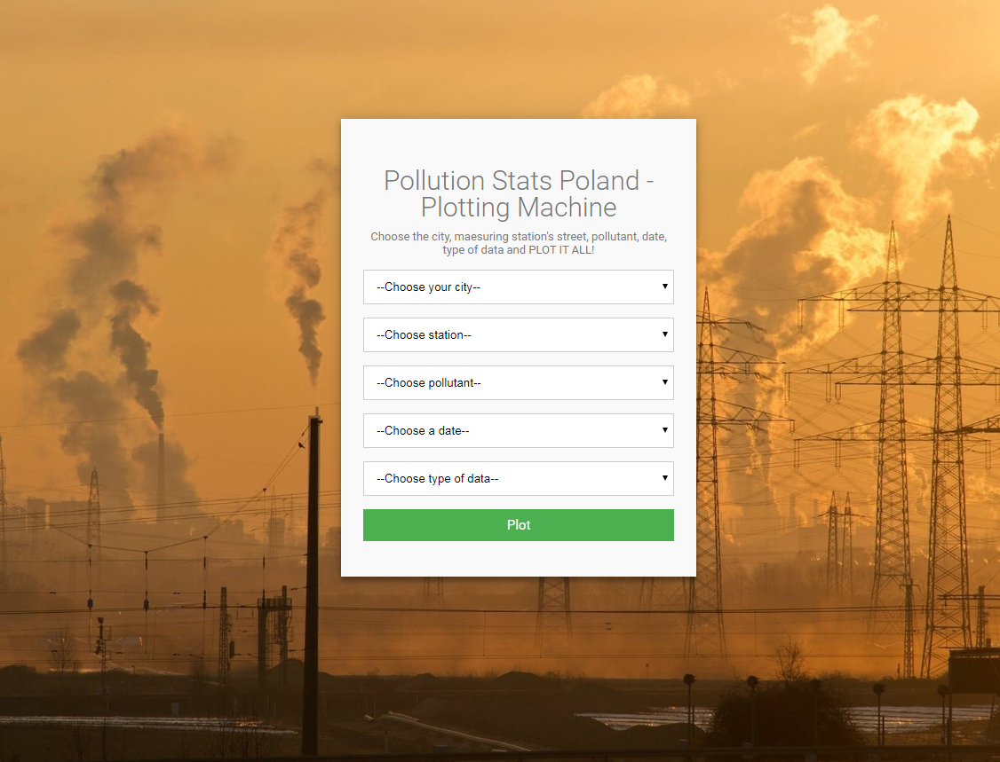 Pollution Stats Poland -
Plotting Machine
Choose the city, maesuring station's street, pollutant, date,
type of data and PLOT IT ALL!
--Choose your city--
--Choose station--
--Choose pollutant--
--Choose a date--
--Choose type of data--
Plot